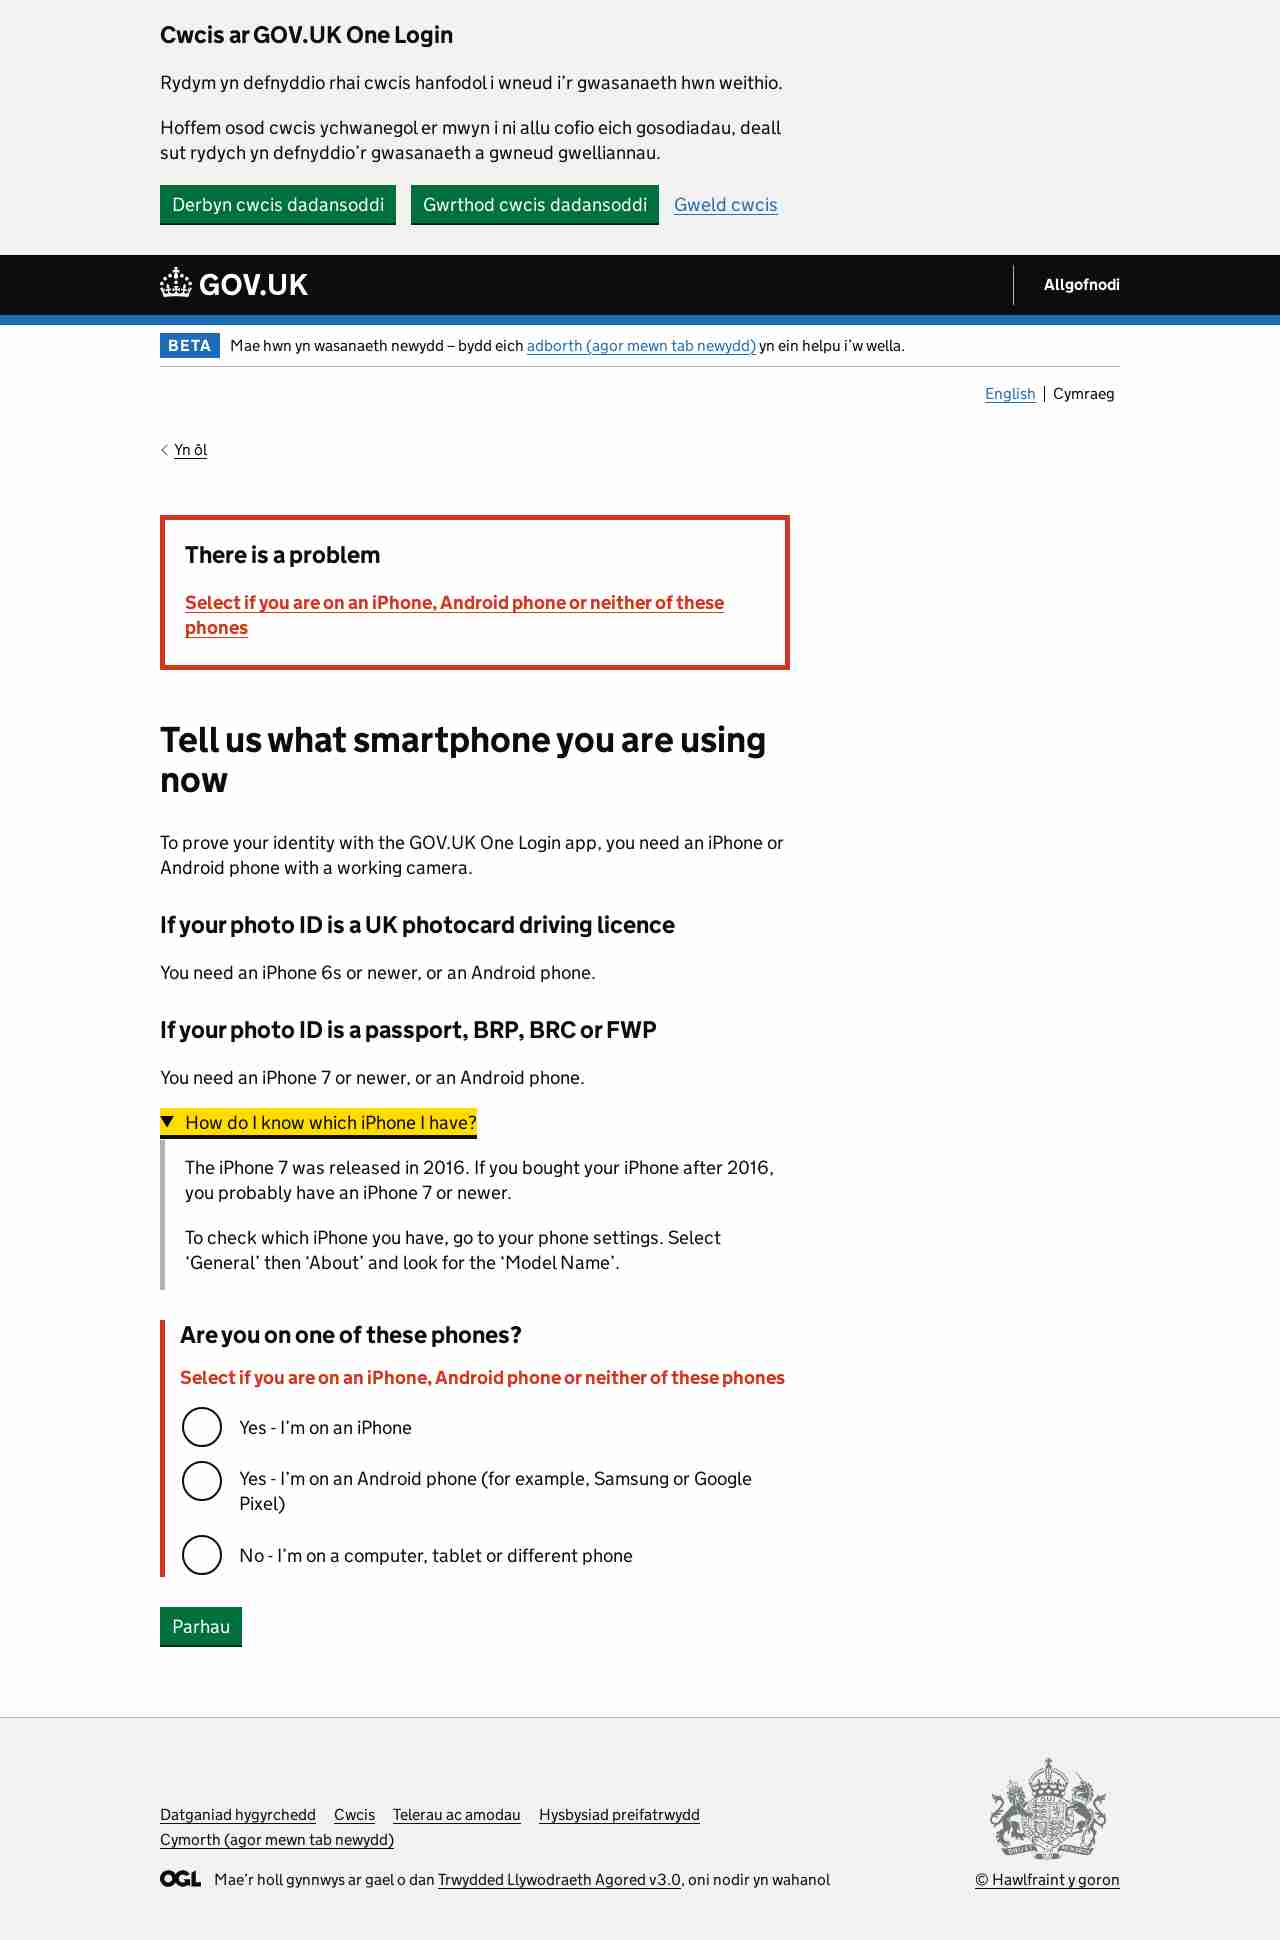 Cwcis ar GOV.UK One Login
Rydym yn defnyddio rhai cwcis hanfodol i wneud i’r gwasanaeth hwn weithio.
Hoffem osod cwcis ychwanegol er mwyn i ni allu cofio eich gosodiadau, deall
sut rydych yn defnyddio’r gwasanaeth a gwneud gwelliannau.
Derbyn cwcis dadansoddi Gwrthod cwcis dadansoddi Gweld cwcis
GOV.UK Allgofnodi
BETA Mae hwn yn wasanaeth newydd – bydd eich adborth (agor mewn tab newydd) yn ein helpu i’w wella.
English Cymraeg
Yn ôl
There is a problem
Select if you are on an iPhone, Android phone or neither of these
phones
Tell us what smartphone you are using
now
To prove your identity with the GOV.UK One Login app, you need an iPhone or
Android phone with a working camera.
If your photo ID is a UK photocard driving licence
You need an iPhone 6s or newer, or an Android phone.
If your photo ID is a passport, BRP, BRC or FWP
You need an iPhone 7 or newer, or an Android phone.
How do I know which iPhone I have?
The iPhone 7 was released in 2016. If you bought your iPhone after 2016,
you probably have an iPhone 7 or newer.
To check which iPhone you have, go to your phone settings. Select
‘General’ then ‘About’ and look for the ‘Model Name’.
Are you on one of these phones?
Select if you are on an iPhone, Android phone or neither of these phones
Yes - I’m on an iPhone
Yes - I’m on an Android phone (for example, Samsung or Google
Pixel)
No - I’m on a computer, tablet or different phone
Parhau
Datganiad hygyrchedd Cwcis Telerau ac amodau Hysbysiad preifatrwydd
Cymorth (agor mewn tab newydd)
OGL Mae’r holl gynnwys ar gael o dan Trwydded Llywodraeth Agored v3.0, oni nodir yn wahanol
© Hawlfraint y goron